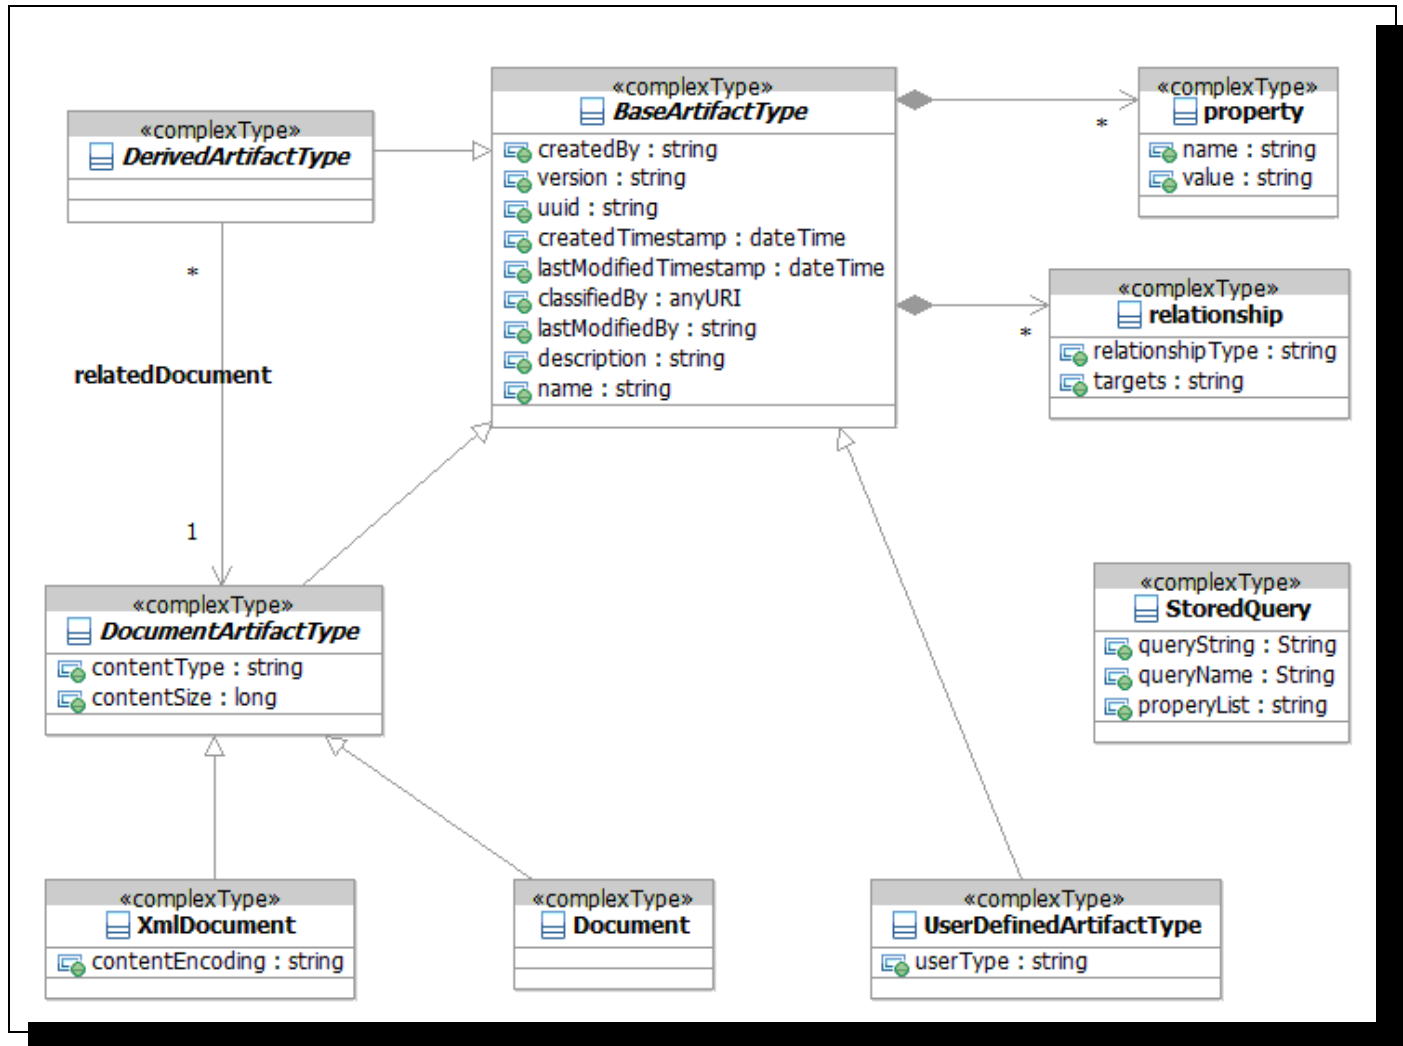 «complexType»
BaseArtifactType
createdBy : string
version : string
uuid : string
createdTimestamp : dateTime
lastModifiedTimestamp : dateTime
classifiedBy : anyURI
lastModifiedBy : string
description : string
name : string
«complexType»
property
name : string
value : string
*
«complexType»
DerivedArtifactType
*
relatedDocument
1
«complexType»
relationship
relationshipType : string
targets : string
*
«complexType»
DocumentArtifactType
contentType : string
contentSize : long
«complexType»
StoredQuery
queryString : String
queryName : String
properyList : string
«complexType»
XmlDocument
contentEncoding : string
«complexType»
Document
«complexType»
UserDefinedArtifactType
userType : string